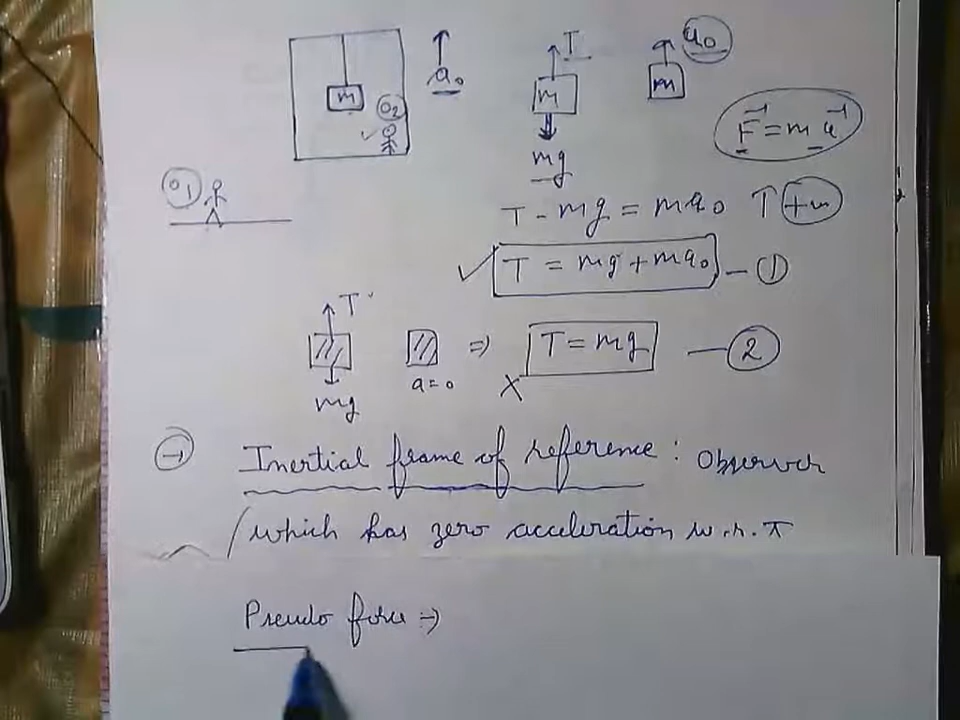 m O2 a₀ T m mg m a₀
F⃗ = m a⃗
O1
T - mg = ma₀ ↑ +ve
T = mg + ma₀ — ①
T mg a=0 ⇒ T = mg — ②
X
→ Inertial frame of reference : Observer
which has zero acceleration w.r.t
Pseudo force :→